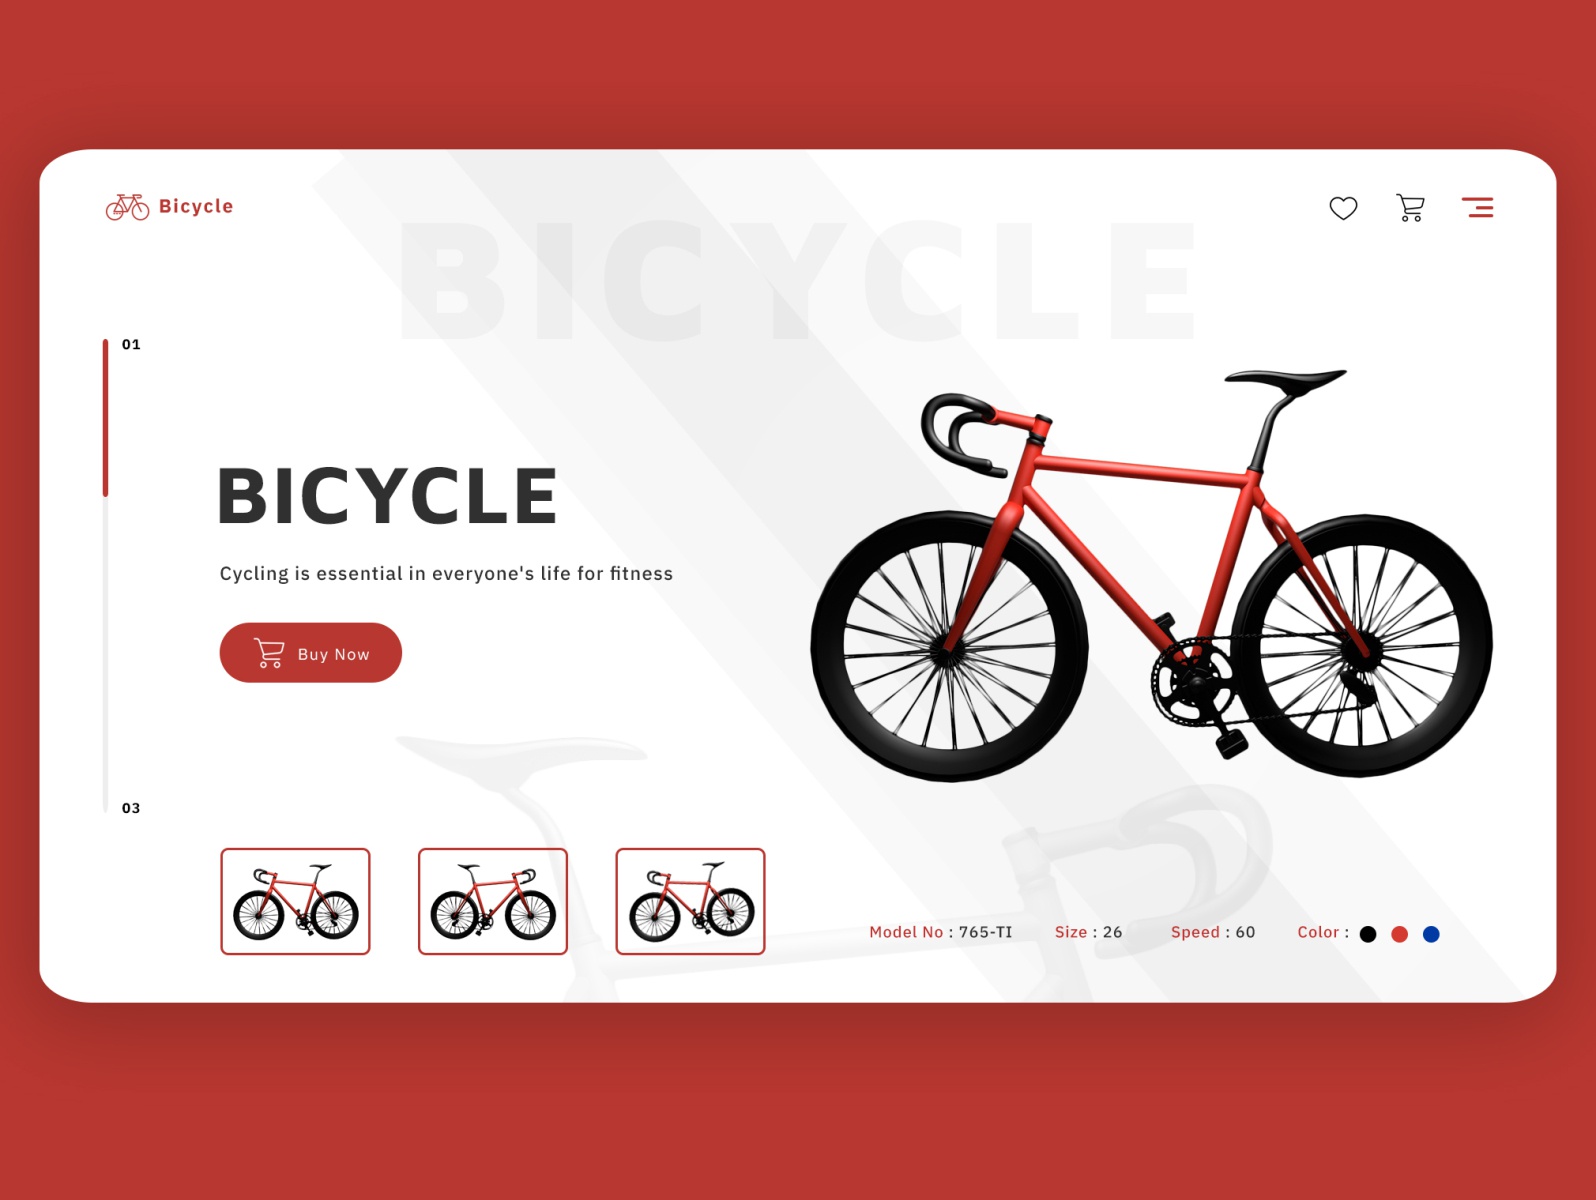 Bicycle
BICYCLE
01
BICYCLE
Cycling is essential in everyone's life for fitness
Buy Now
03
Model No : 765-TI
Size : 26
Speed : 60
Color :